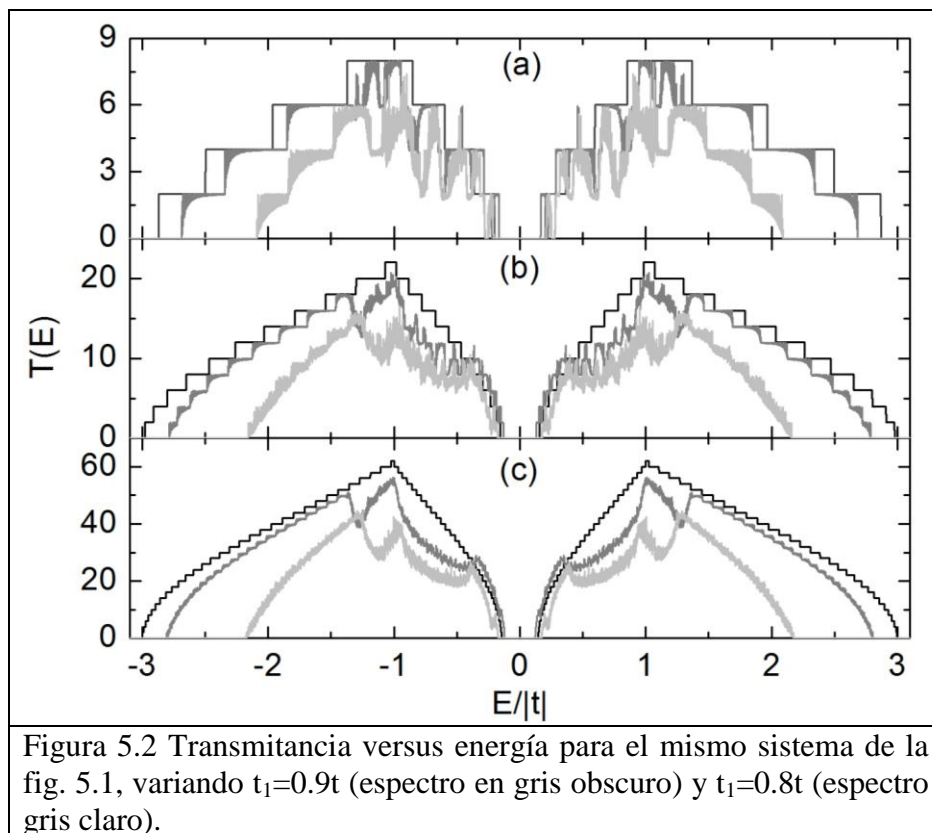 9
6
3
0
(a)
20
10
0
(b)
T(E)
60
40
20
0
(c)
-3 -2 -1 0 1 2 3
E/|t|
Figura 5.2 Transmitancia versus energía para el mismo sistema de la
fig. 5.1, variando t₁=0.9t (espectro en gris obscuro) y t₁=0.8t (espectro
gris claro).